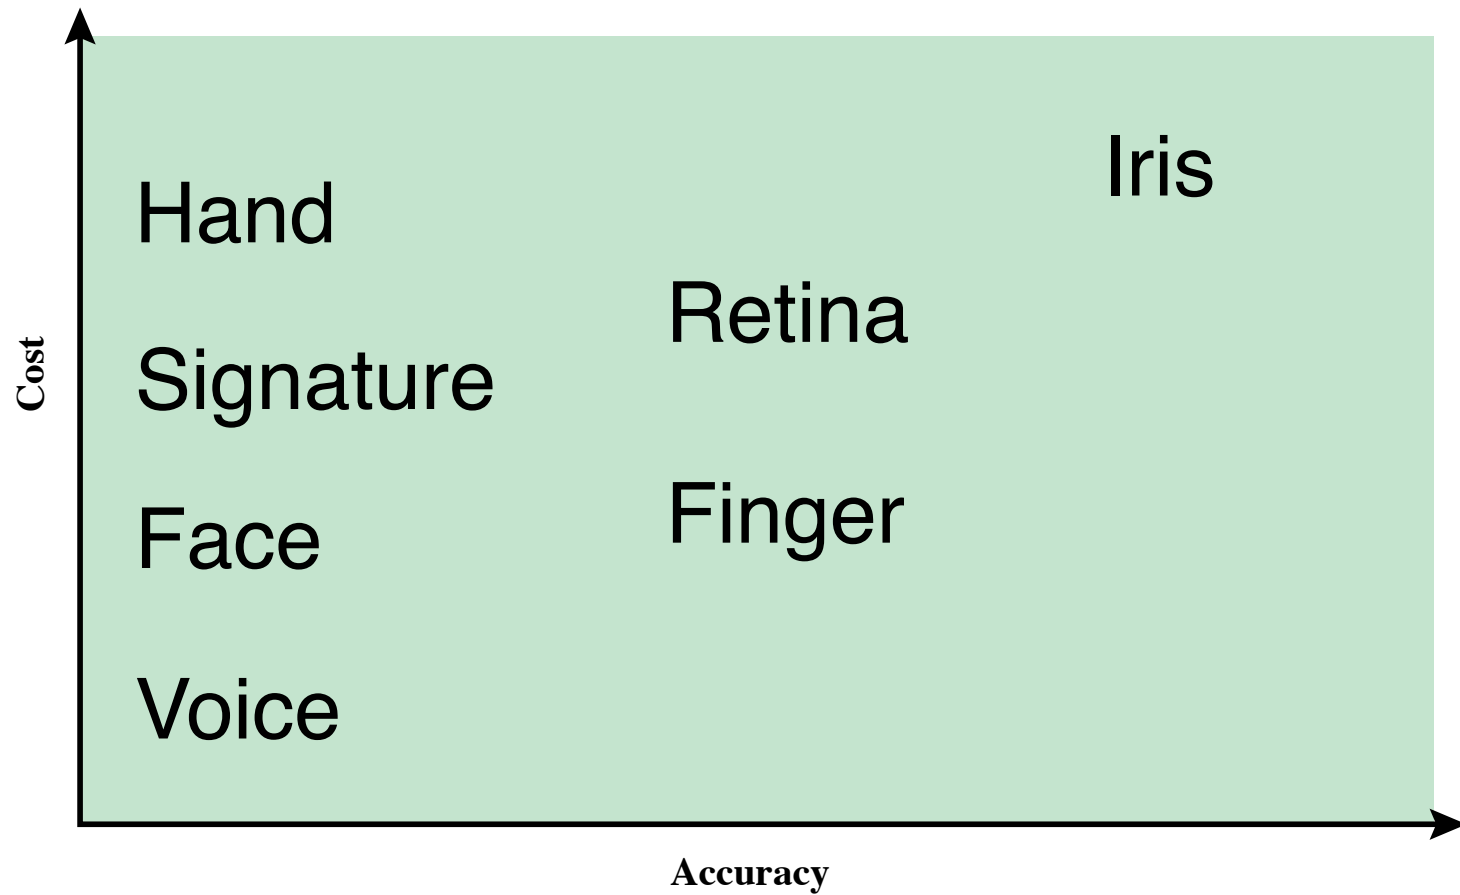 Iris
Hand
Retina
Signature
Cost
Finger
Face
Voice
Accuracy